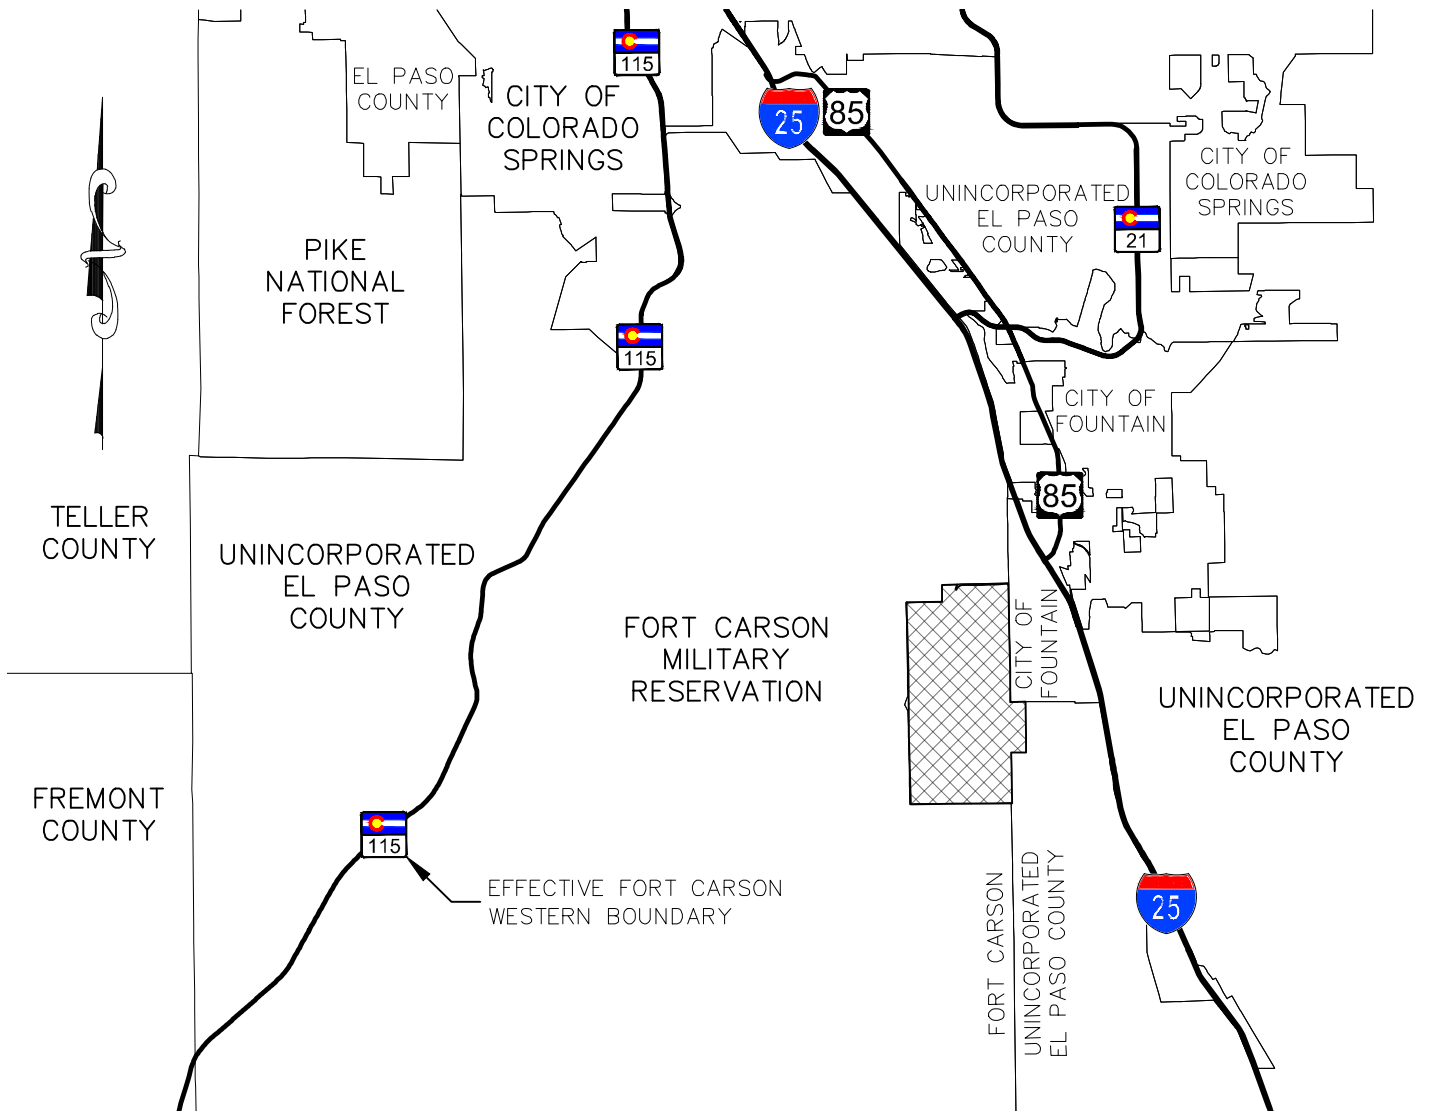 115
EL PASO
COUNTY
CITY OF
COLORADO
SPRINGS
25
85
CITY OF
COLORADO
SPRINGS
UNINCORPORATED
EL PASO
COUNTY
21
PIKE
NATIONAL
FOREST
115
CITY OF
FOUNTAIN
85
TELLER
COUNTY
UNINCORPORATED
EL PASO
COUNTY
FORT CARSON
MILITARY
RESERVATION
CITY OF
FOUNTAIN
UNINCORPORATED
EL PASO
COUNTY
FREMONT
COUNTY
115
EFFECTIVE FORT CARSON
WESTERN BOUNDARY
FORT CARSON
UNINCORPORATED
EL PASO COUNTY
25